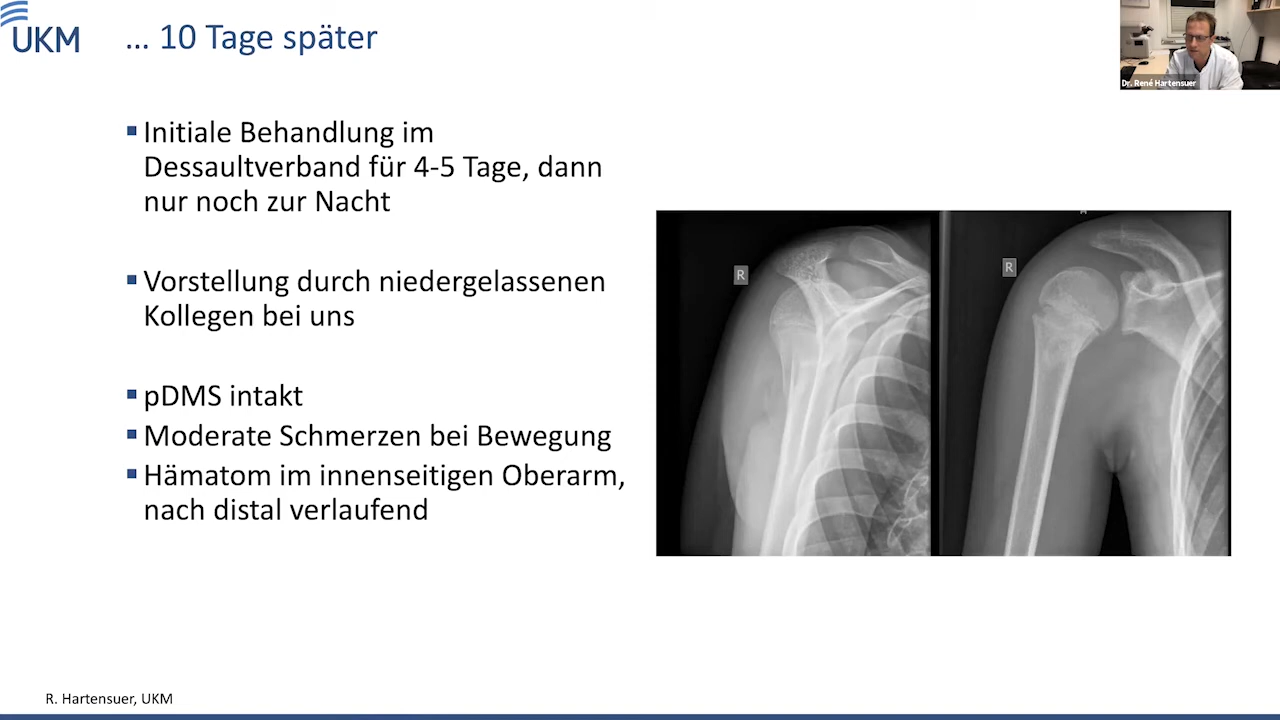 UKM
... 10 Tage später
Dr. René Hartensuer
▪ Initiale Behandlung im
Dessaultverband für 4-5 Tage, dann
nur noch zur Nacht
▪ Vorstellung durch niedergelassenen
Kollegen bei uns
▪ pDMS intakt
▪ Moderate Schmerzen bei Bewegung
▪ Hämatom im innenseitigen Oberarm,
nach distal verlaufend
R
R
R. Hartensuer, UKM